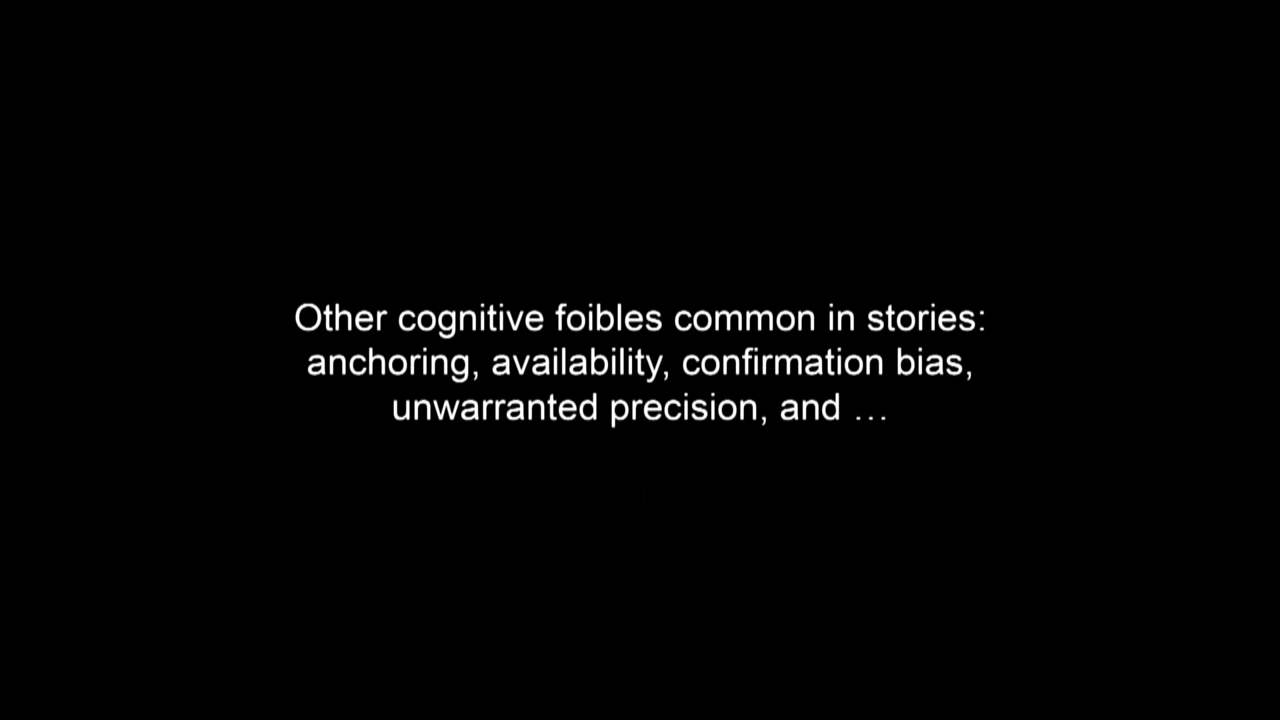 Other cognitive foibles common in stories:
anchoring, availability, confirmation bias,
unwarranted precision, and …